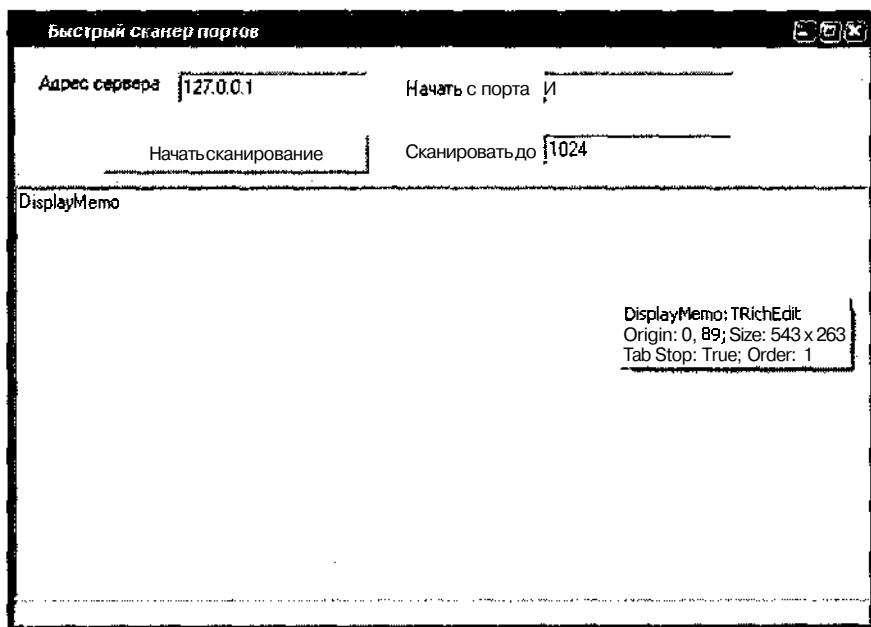 Быстрый сканер портов
Адрес сервера 127.0.0.1 Начать с порта И
Начать сканирование Сканировать до 1024
DisplayMemo
DisplayMemo: TRichEdit
Origin: 0, 89; Size: 543 x 263
Tab Stop: True; Order: 1